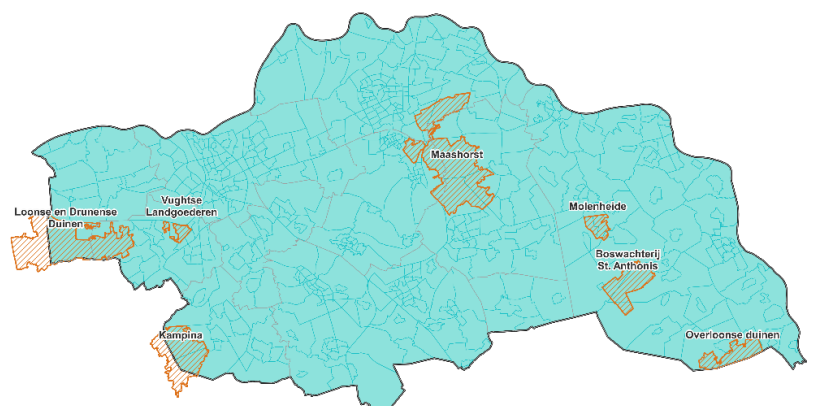 Maashorst
Vughtse
Landgoederen
Loonse en Drunense
Duinen
Molenheide
Boswachterij
St. Anthonis
Kampina
Overloonse duinen